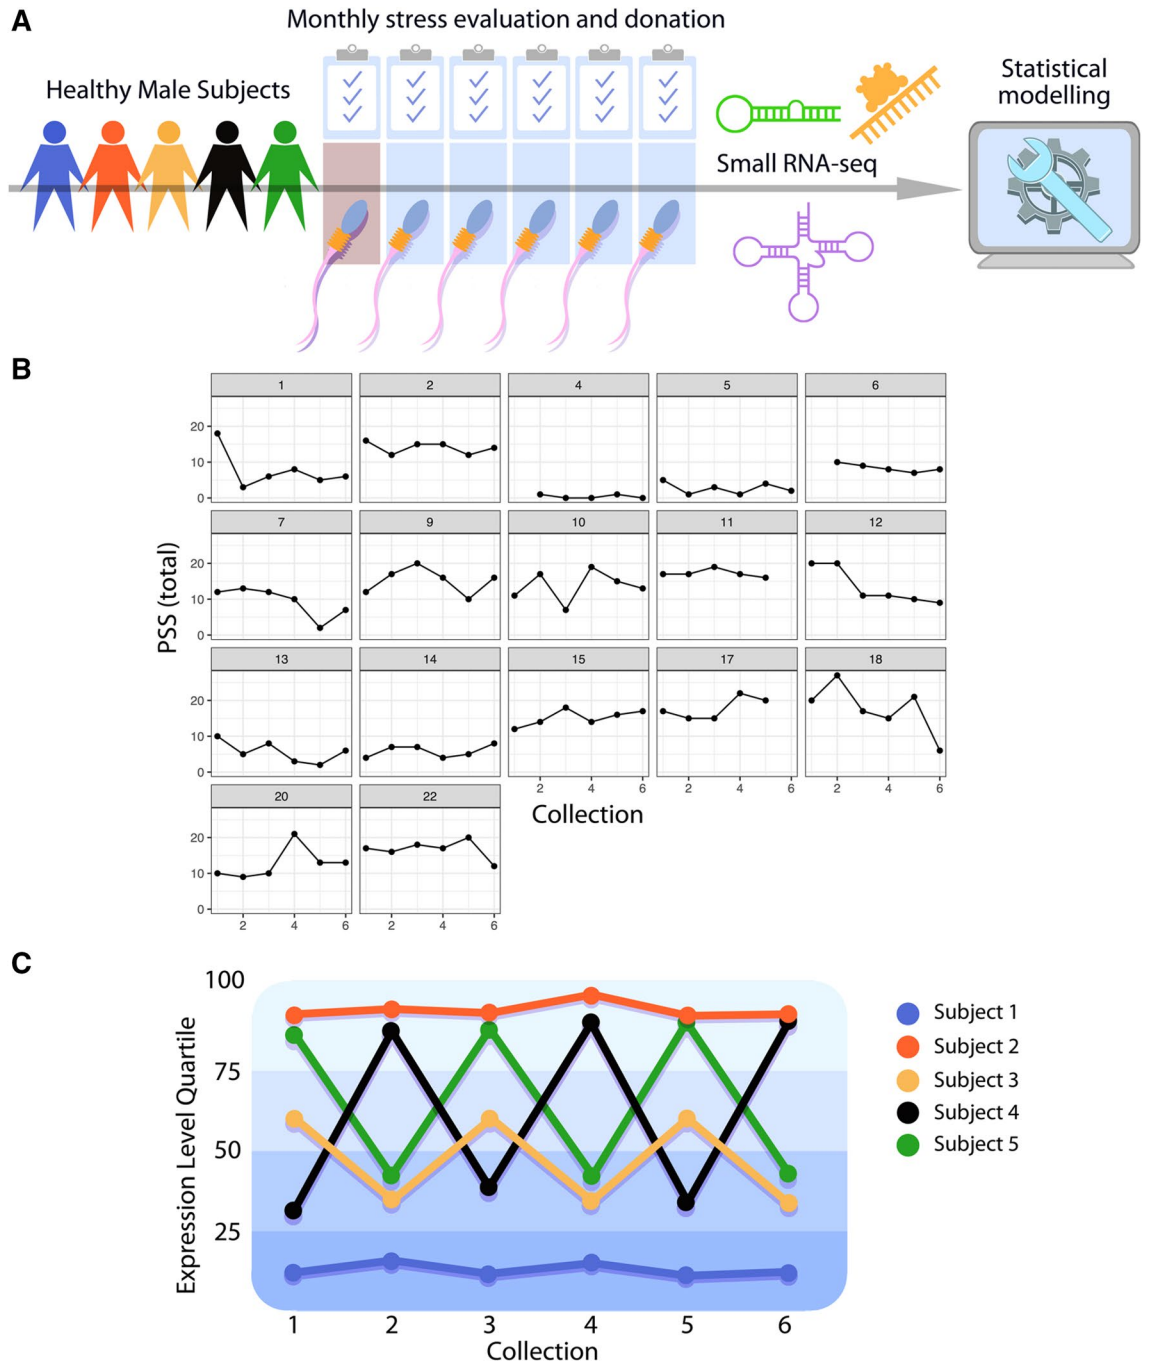 A
Monthly stress evaluation and donation
Healthy Male Subjects
Small RNA-seq
Statistical
modelling
B
PSS (total)
1 2 4 5 6
20
10
0
7 9 10 11 12
20
10
0
13 14 15 17 18
20
10
0
2 4 6 2 4 6 2 4 6
20 22
20
10
0
2 4 6 2 4 6
Collection
C
Expression Level Quartile
100
75
50
25
1 2 3 4 5 6
Collection
Subject 1
Subject 2
Subject 3
Subject 4
Subject 5